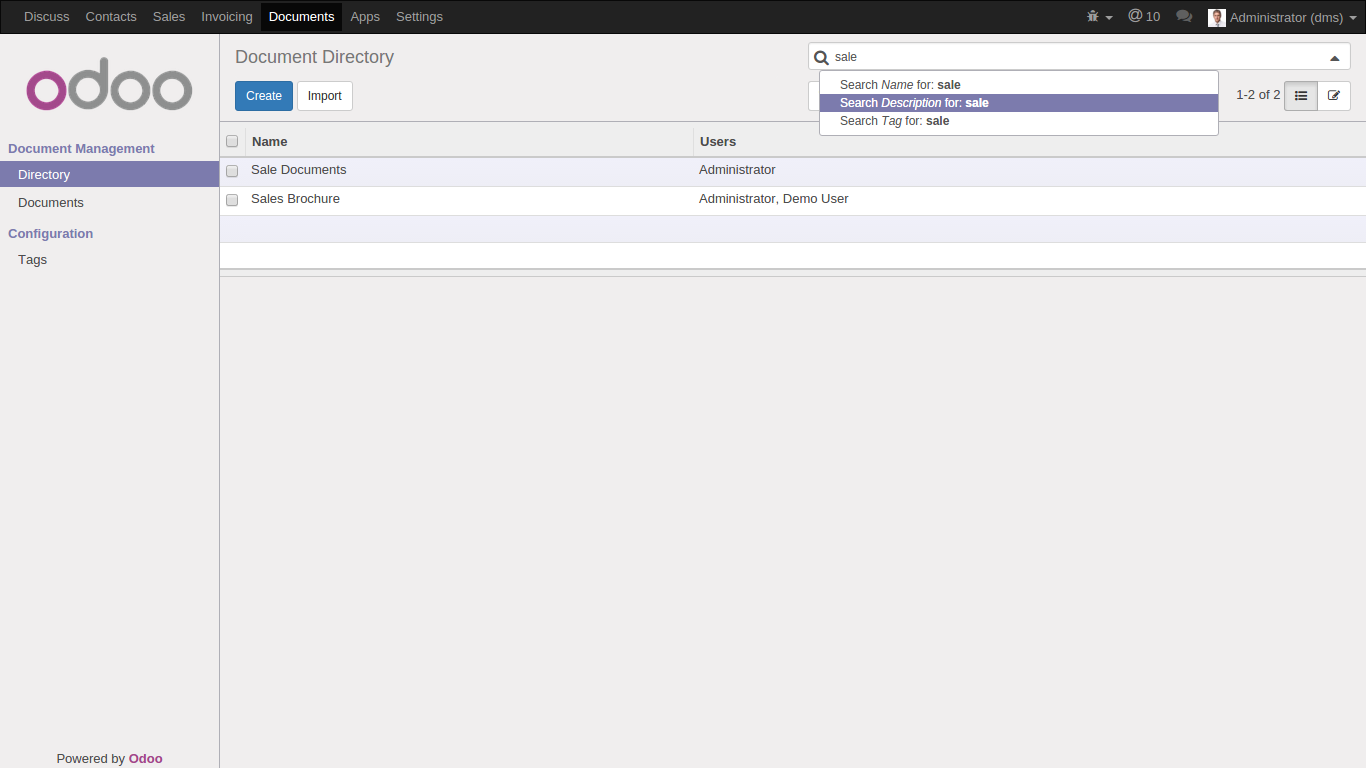 Discuss Contacts Sales Invoicing Documents Apps Settings @ 10 Administrator (dms)
odoo
Document Directory
sale
Create Import
Search Name for: sale
Search Description for: sale
Search Tag for: sale
1-2 of 2
Document Management
Directory
Documents
Configuration
Tags
Name Users
Sale Documents Administrator
Sales Brochure Administrator, Demo User
Powered by Odoo